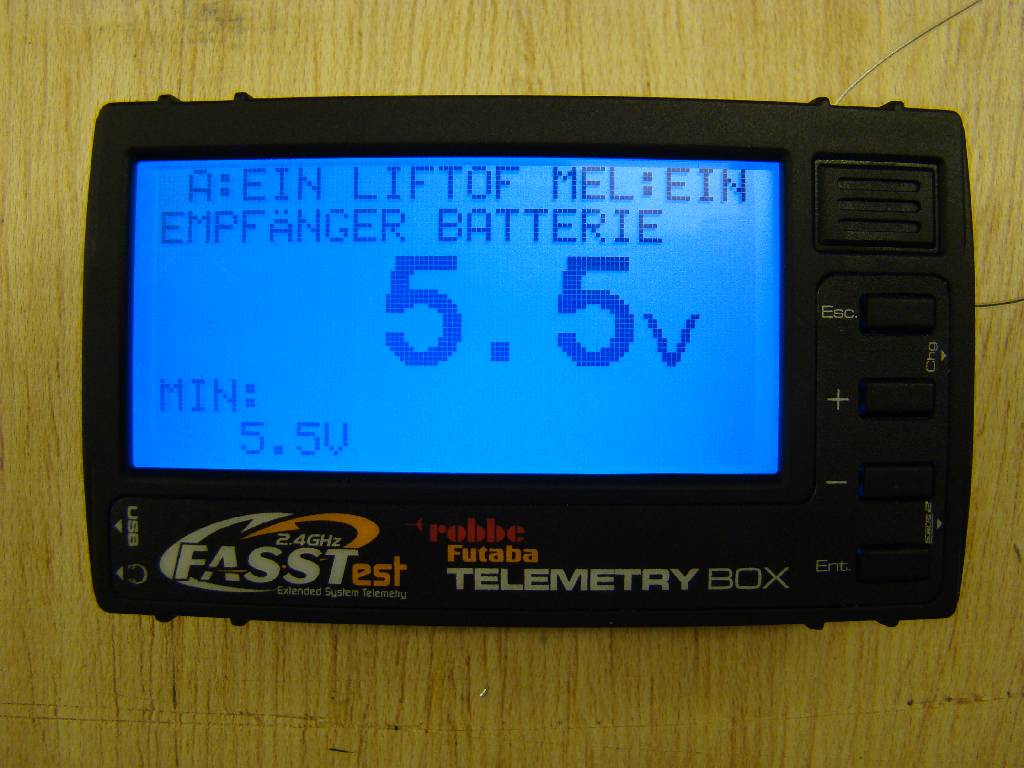 A:EIN LIFTOF MEL:EIN
EMPFÄNGER BATTERIE
5.5V
MIN:
5.5V
Esc.
Chg.
+
−
Sens2
Ent.
USB
2.4GHz
FASSTest
Extended System Telemetry
robbe
Futaba
TELEMETRY BOX